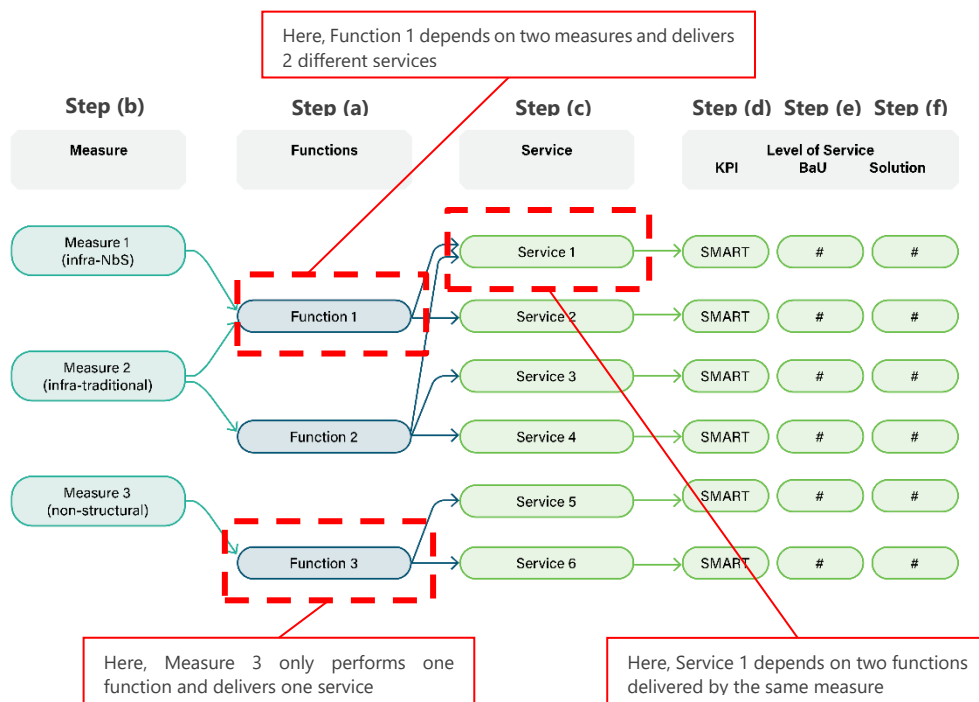 Here, Function 1 depends on two measures and delivers
2 different services
Step (b)
Step (a)
Step (c)
Step (d)
Step (e)
Step (f)
Measure
Functions
Service
Level of Service
KPI
BaU
Solution
Measure 1
(infra-NbS)
Service 1
SMART
#
#
Function 1
Service 2
SMART
#
#
Measure 2
(infra-traditional)
Service 3
SMART
#
#
Function 2
Service 4
SMART
#
#
Measure 3
(non-structural)
Service 5
SMART
#
#
Function 3
Service 6
SMART
#
#
Here, Measure 3 only performs one
function and delivers one service
Here, Service 1 depends on two functions
delivered by the same measure